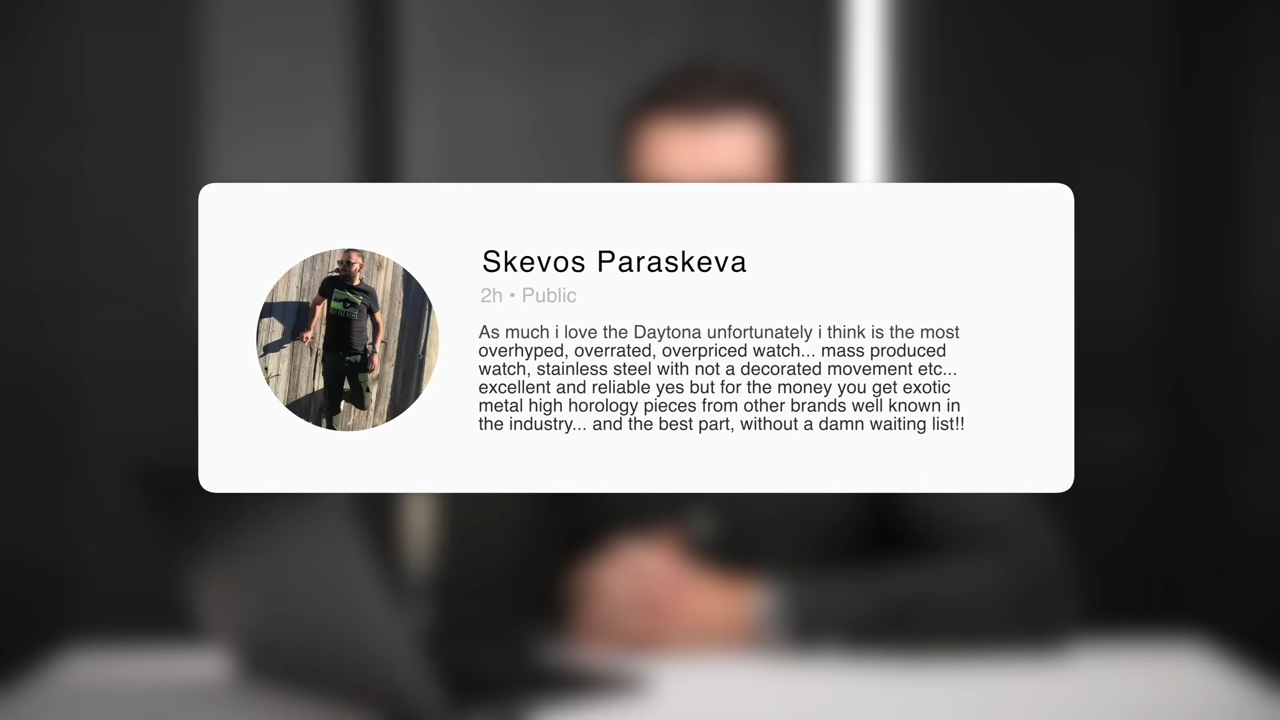 Skevos Paraskeva
2h • Public
As much i love the Daytona unfortunately i think is the most
overhyped, overrated, overpriced watch... mass produced
watch, stainless steel with not a decorated movement etc...
excellent and reliable yes but for the money you get exotic
metal high horology pieces from other brands well known in
the industry... and the best part, without a damn waiting list!!